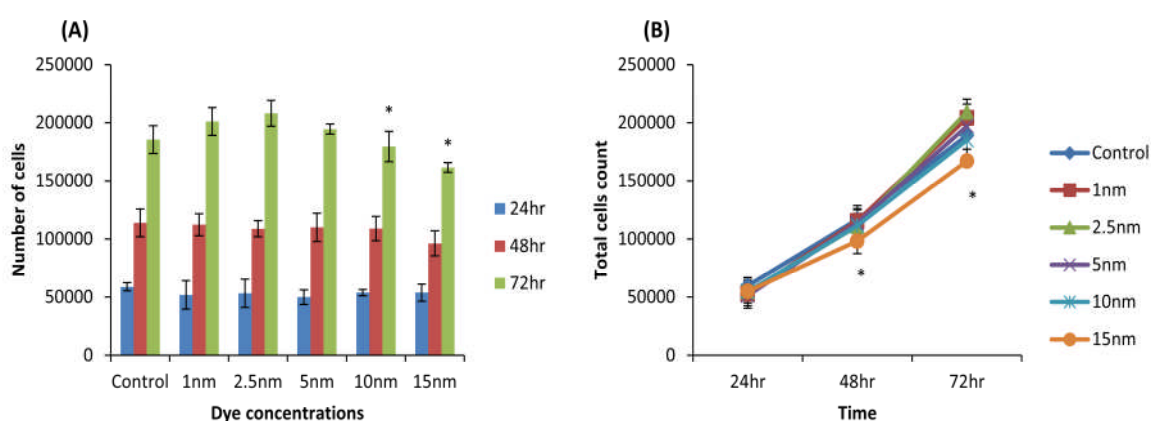 (A)
250000
200000
150000
100000
50000
0
Number of cells
* *
Control 1nm 2.5nm 5nm 10nm 15nm
Dye concentrations
24hr
48hr
72hr
(B)
250000
200000
150000
100000
50000
0
Total cells count
*
*
24hr 48hr 72hr
Time
Control
1nm
2.5nm
5nm
10nm
15nm